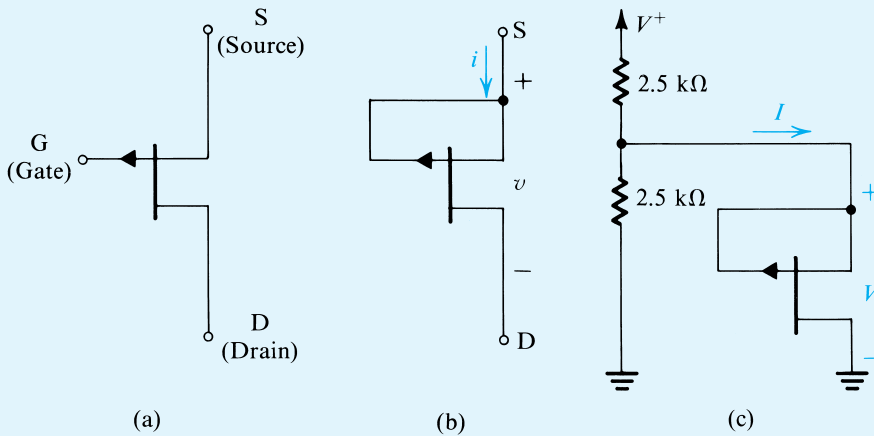 S
(Source)
G
(Gate)
D
(Drain)
(a)
S
i
+
v
−
D
(b)
V⁺
2.5 kΩ
I
2.5 kΩ
+
V
−
(c)